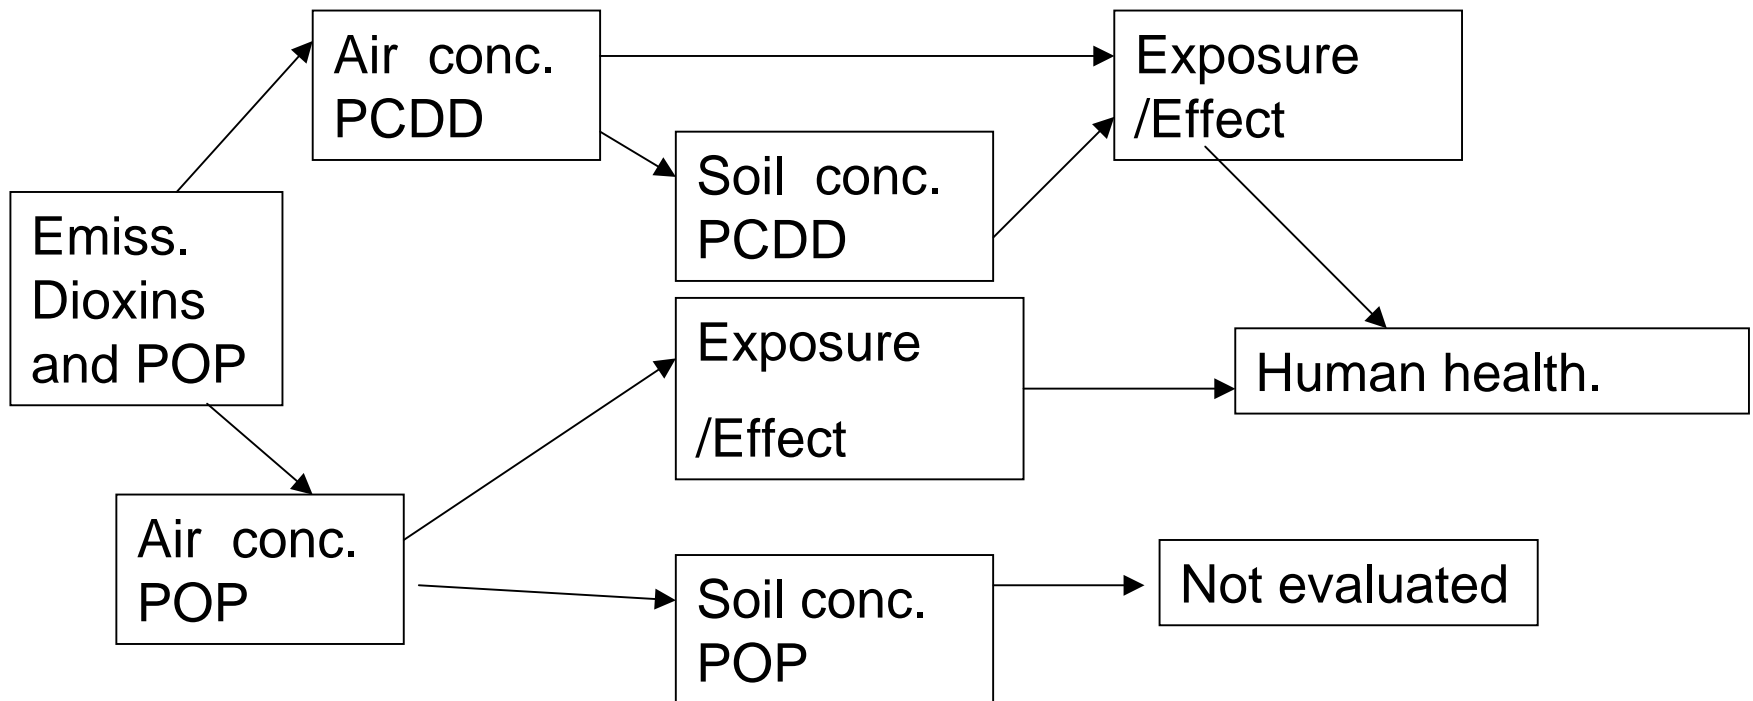 Air conc.
PCDD
Exposure
/Effect
Soil conc.
PCDD
Emiss.
Dioxins
and POP
Exposure
/Effect
Human health.
Air conc.
POP
Soil conc.
POP
Not evaluated